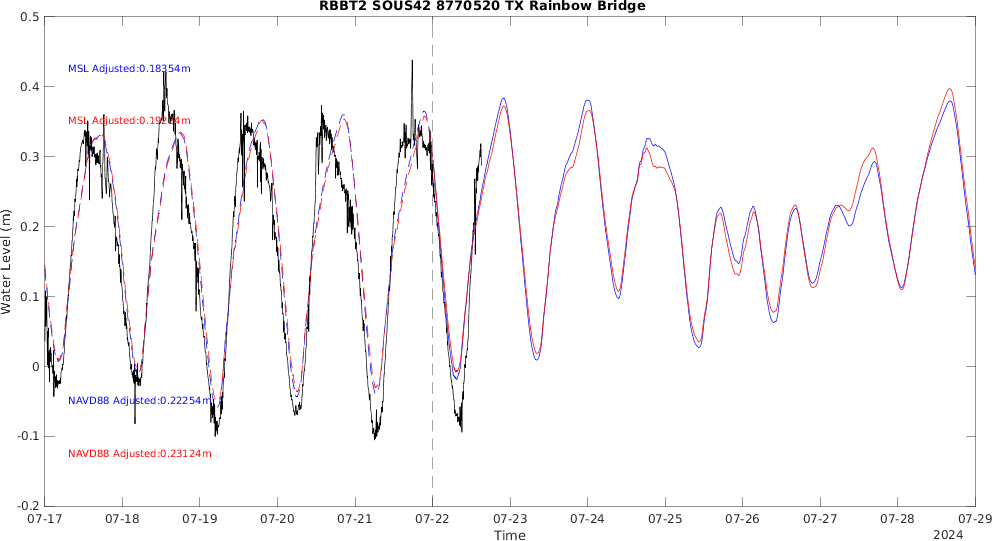 RBBT2 SOUS42 8770520 TX Rainbow Bridge
0.5
0.4
0.3
0.2
0.1
0
-0.1
-0.2
Water Level (m)
MSL Adjusted:0.18354m
MSL Adjusted:
NAVD88 Adjusted:0.22254m
NAVD88 Adjusted:0.23124m
07-17 07-18 07-19 07-20 07-21 07-22 07-23 07-24 07-25 07-26 07-27 07-28 07-29
Time
2024